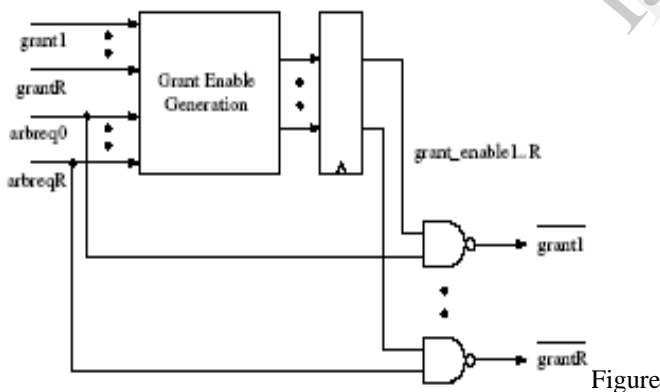 grant1
grantR
arbreq0
arbreqR
Grant Enable
Generation
grant_enable1..R
grant1
grantR
Figure